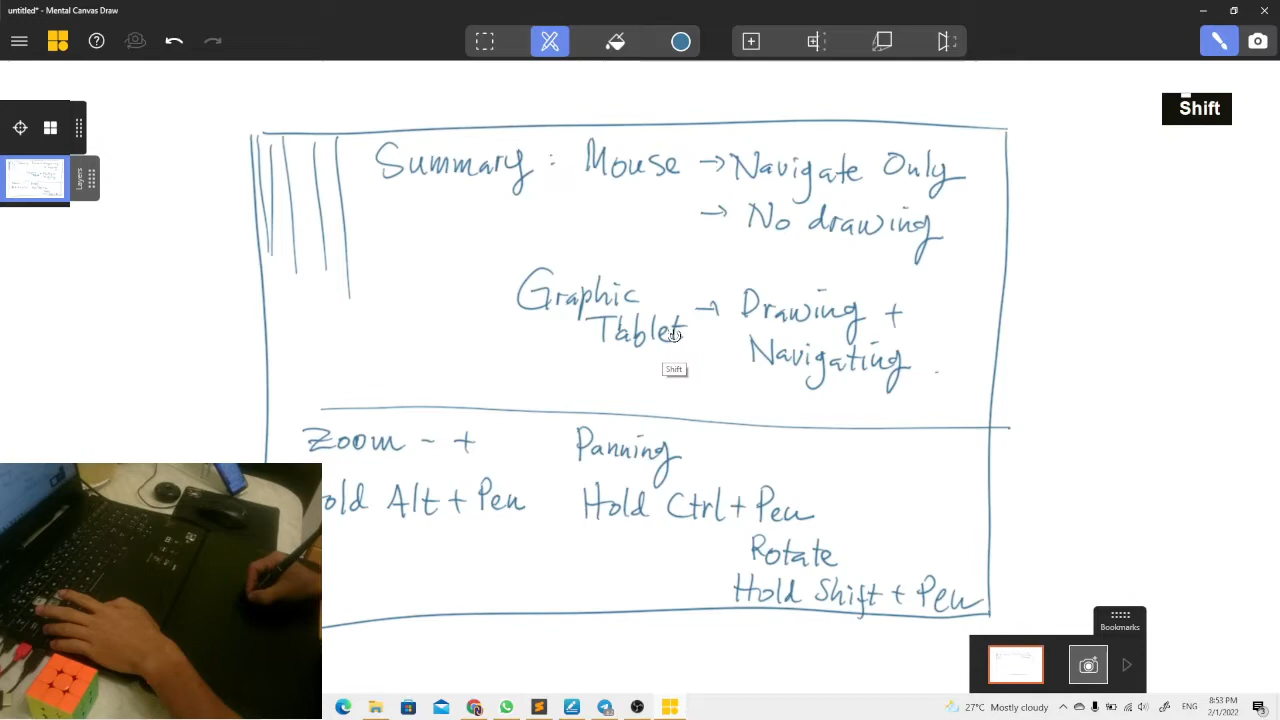 untitled* - Mental Canvas Draw
Shift
Layers
Summary : Mouse → Navigate Only
→ No drawing
Graphic → Drawing +
Tablet Navigating
Shift
Zoom - + Panning
old Alt + Pen Hold Ctrl + Pen
Rotate
Hold Shift + Pen
Bookmarks
27°C Mostly cloudy ENG 8:53 PM
2/1/2022